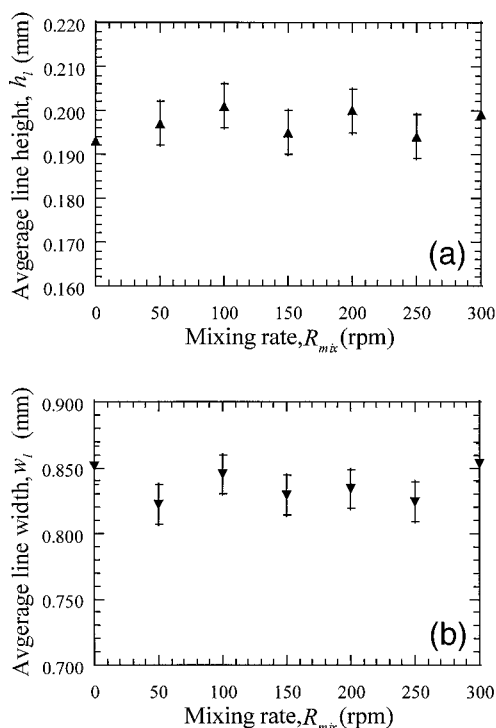 0.220
0.210
0.200
0.190
0.180
0.170
0.160
Avgerage line height, h_l (mm)
(a)
0 50 100 150 200 250 300
Mixing rate, R_mix (rpm)
0.900
0.850
0.800
0.750
0.700
Avgerage line width, w_l (mm)
(b)
0 50 100 150 200 250 300
Mixing rate, R_mix (rpm)